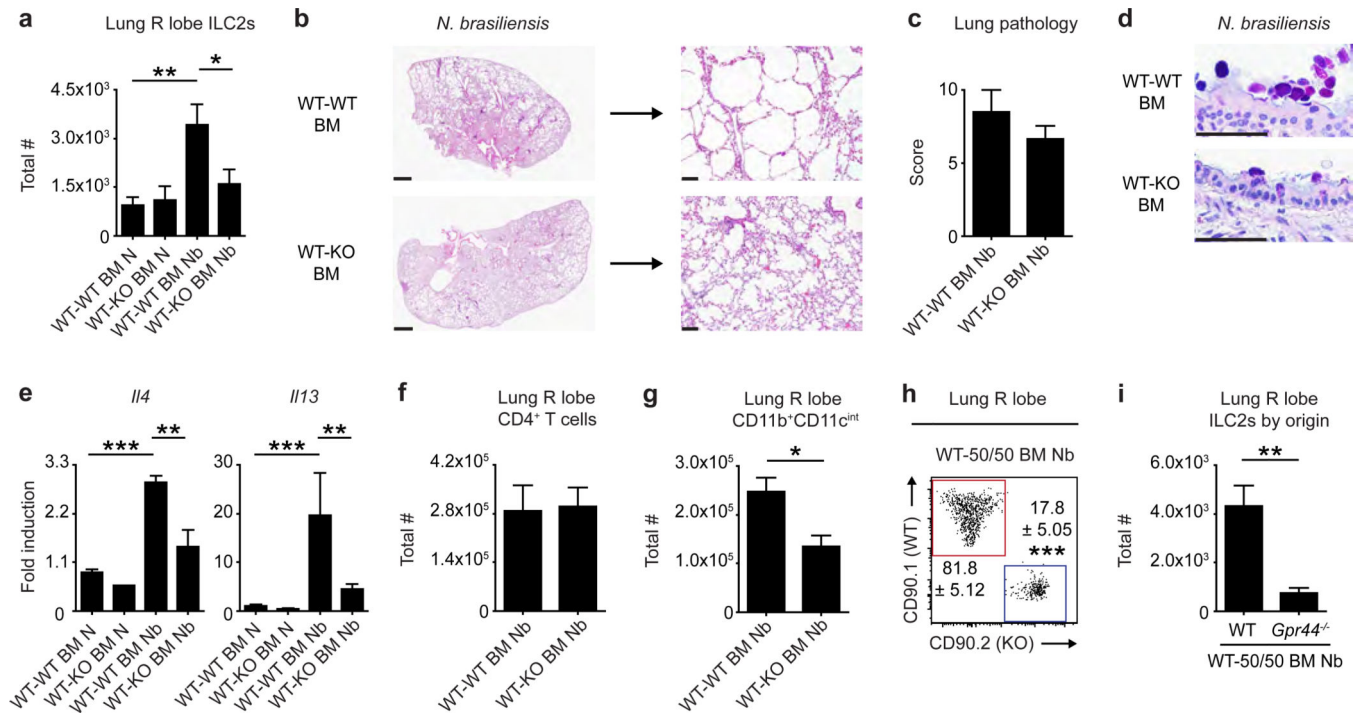 a
Lung R lobe ILC2s
**
*
4.5x10³
3.0x10³
1.5x10³
0
Total #
WT-WT BM N
WT-KO BM N
WT-WT BM Nb
WT-KO BM Nb
b
N. brasiliensis
WT-WT
BM
WT-KO
BM
c
Lung pathology
10
5
0
Score
WT-WT BM Nb
WT-KO BM Nb
d
N. brasiliensis
WT-WT
BM
WT-KO
BM
e
Il4
***
**
3.3
2.2
1.1
0
Fold induction
WT-WT BM N
WT-KO BM N
WT-WT BM Nb
WT-KO BM Nb
Il13
***
**
30
20
10
0
WT-WT BM N
WT-KO BM N
WT-WT BM Nb
WT-KO BM Nb
f
Lung R lobe
CD4⁺ T cells
4.2x10⁵
2.8x10⁵
1.4x10⁵
0
Total #
WT-WT BM Nb
WT-KO BM Nb
g
Lung R lobe
CD11b⁺CD11cⁱⁿᵗ
*
3.0x10⁵
2.0x10⁵
1.0x10⁵
0
Total #
WT-WT BM Nb
WT-KO BM Nb
h
Lung R lobe
WT-50/50 BM Nb
17.8
± 5.05
***
81.8
± 5.12
CD90.1 (WT)
CD90.2 (KO)
i
Lung R lobe
ILC2s by origin
**
6.0x10³
4.0x10³
2.0x10³
0
Total #
WT Gpr44⁻/⁻
WT-50/50 BM Nb